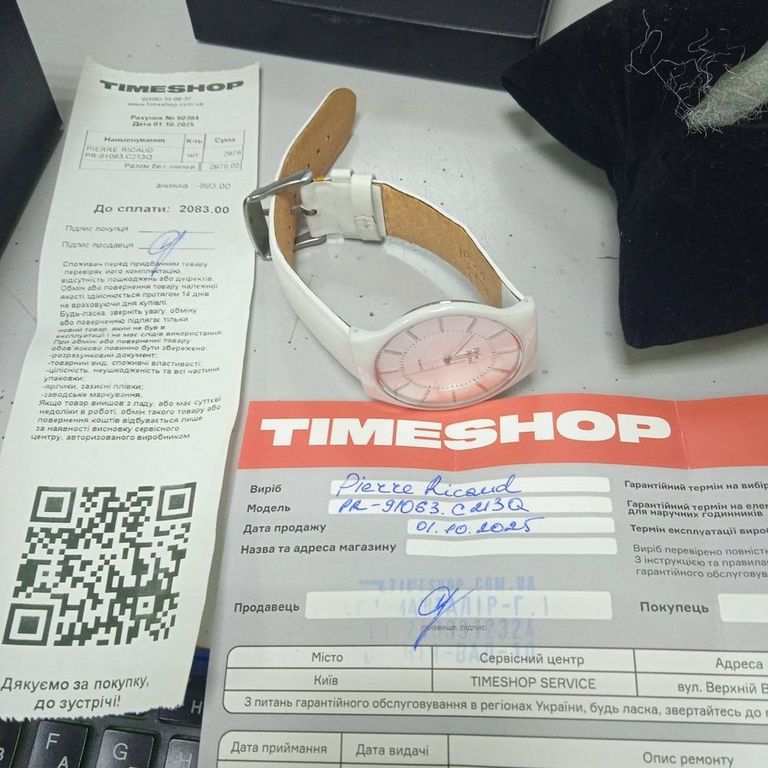 TIMESHOP
www.timeshop.com.ua
Рахунок № 90384
Дата 01.10.2025
Найменування К-ть Сума
PIERRE RICAUD
PR-91063.C213Q шт. 2976
Разом без знижки 2976.00
знижка -893.00
До сплати: 2083.00
Підпис покупця
Підпис продавця
Споживач перед придбанням товару
перевіряє його комплектацію,
відсутність пошкоджень або дефектів.
Обмін або повернення товару належної
якості здійснюється протягом 14 днів
не враховуючи дня купівлі.
Будь-ласка, зверніть увагу, обміну
або поверненню підлягає тільки
новий товар, який не був в
експлуатації і не має слідів використання.
При обміні або поверненні товару
обов'язково повинно бути збережено:
-розрахунковий документ;
-товарний вид, споживчі властивості;
-цілісність, неушкодженість та всі частини
упаковки;
-ярлики, захисні плівки;
-заводське маркування.
Якщо товар вийшов з ладу, або має суттєві
недоліки в роботі, обмін такого товару або
повернення коштів відбувається лише
за наявності висновку сервісного
центру, авторизованого виробником.
Дякуємо за покупку,
до зустрічі!
TIMESHOP
Виріб Pierre Ricaud
Модель PR-91063.C213Q
Дата продажу 01.10.2025
Назва та адреса магазину
Гарантійний термін на вибір
Гарантійний термін на елем
для наручних годинників
Термін експлуатації вироб
Виріб перевірено повніст
З інструкцією та правила
гарантійного обслуговув
TIMESHOP.COM.UA
Продавець
прізвище, підпис
Покупець
Місто Сервісний центр Адреса
Київ TIMESHOP SERVICE вул. Верхній В
З питань гарантійного обслуговування в регіонах України, будь ласка, звертайтесь до
Дата приймання Дата видачі Опис ремонту
F A G H B